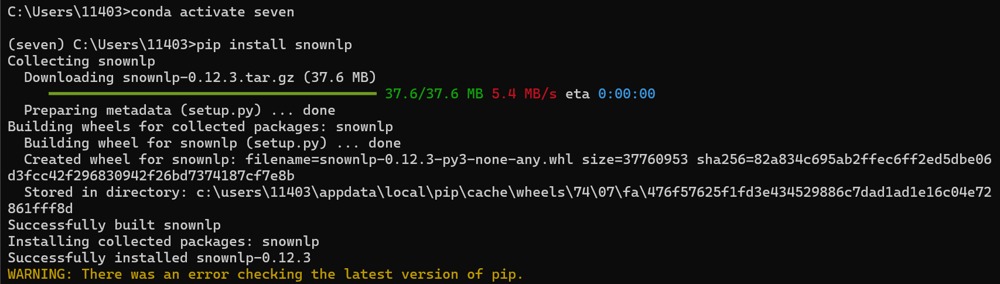 C:\Users\11403>conda activate seven
(seven) C:\Users\11403>pip install snownlp
Collecting snownlp
  Downloading snownlp-0.12.3.tar.gz (37.6 MB)
     ━━━━━━━━━━━━━━━━━━━━━━━━━━━━━━━━━━━━━━━━ 37.6/37.6 MB 5.4 MB/s eta 0:00:00
  Preparing metadata (setup.py) ... done
Building wheels for collected packages: snownlp
  Building wheel for snownlp (setup.py) ... done
  Created wheel for snownlp: filename=snownlp-0.12.3-py3-none-any.whl size=37760953 sha256=82a834c695ab2ffec6ff2ed5dbe06
d3fcc42f296830942f26bd7374187cf7e8b
  Stored in directory: c:\users\11403\appdata\local\pip\cache\wheels\74\07\fa\476f57625f1fd3e434529886c7dad1ad1e16c04e72
861fff8d
Successfully built snownlp
Installing collected packages: snownlp
Successfully installed snownlp-0.12.3
WARNING: There was an error checking the latest version of pip.